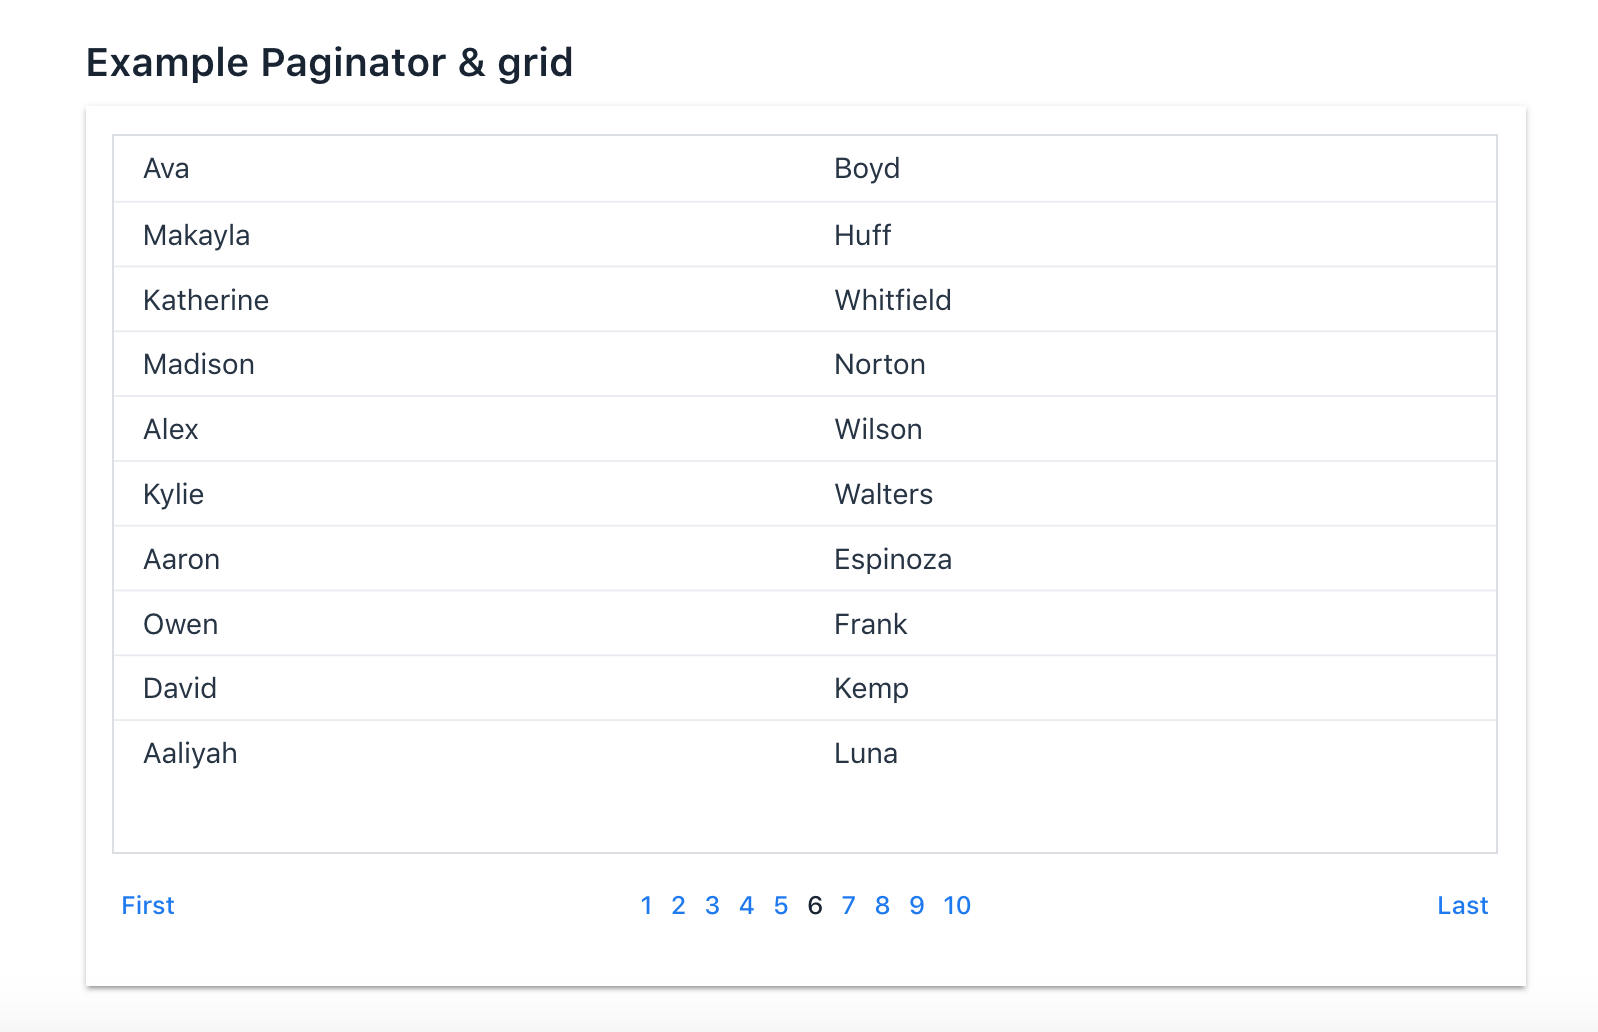 Example Paginator & grid
Ava Boyd
Makayla Huff
Katherine Whitfield
Madison Norton
Alex Wilson
Kylie Walters
Aaron Espinoza
Owen Frank
David Kemp
Aaliyah Luna
First 1 2 3 4 5 6 7 8 9 10 Last